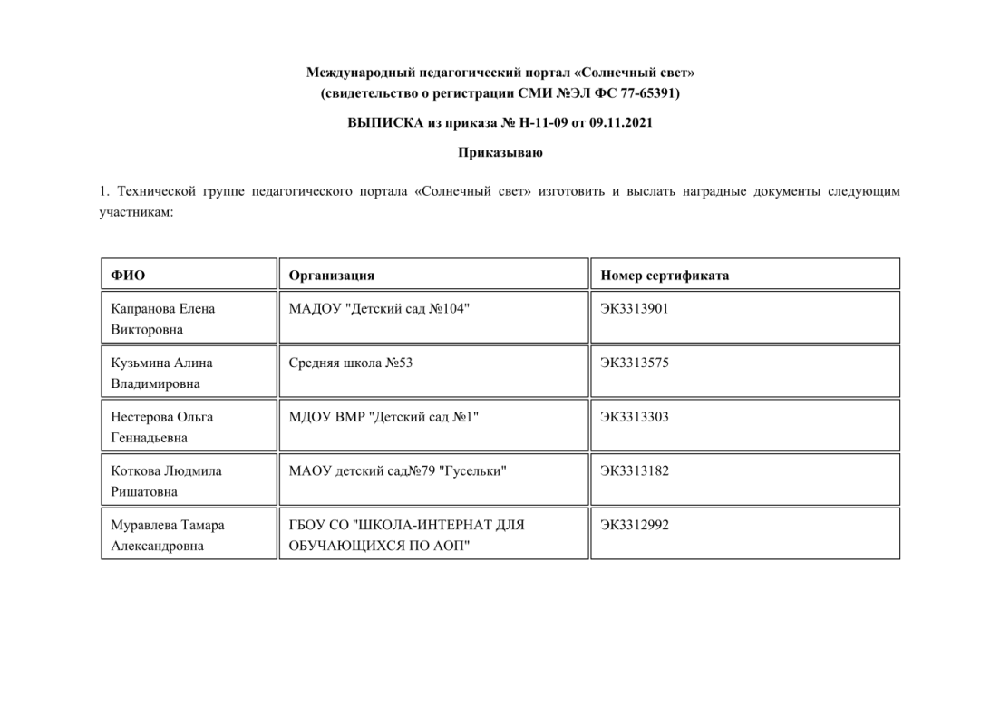 Международный педагогический портал «Солнечный свет»
(свидетельство о регистрации СМИ №ЭЛ ФС 77-65391)
ВЫПИСКА из приказа № Н-11-09 от 09.11.2021
Приказываю
1. Технической группе педагогического портала «Солнечный свет» изготовить и выслать наградные документы следующим
участникам:
ФИО Организация Номер сертификата
Капранова Елена МАДОУ "Детский сад №104" ЭК3313901
Викторовна
Кузьмина Алина Средняя школа №53 ЭК3313575
Владимировна
Нестерова Ольга МДОУ ВМР "Детский сад №1" ЭК3313303
Геннадьевна
Коткова Людмила МАОУ детский сад№79 "Гусельки" ЭК3313182
Ришатовна
Муравлева Тамара ГБОУ СО "ШКОЛА-ИНТЕРНАТ ДЛЯ ЭК3312992
Александровна ОБУЧАЮЩИХСЯ ПО АОП"